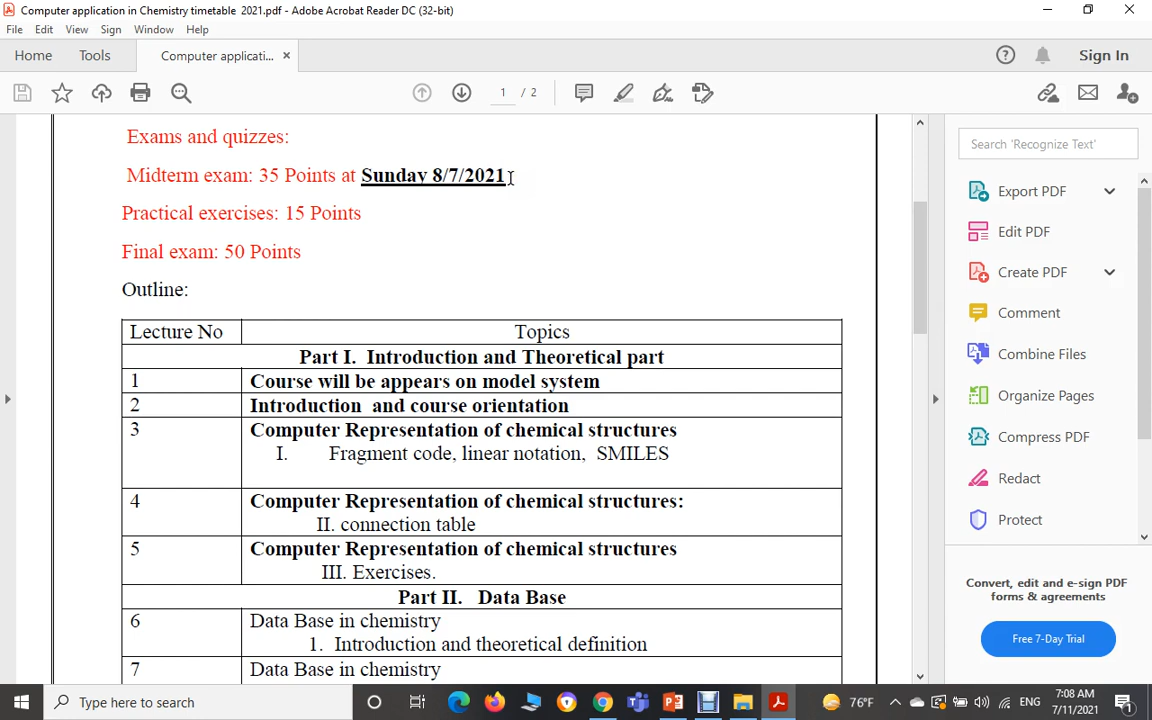 Computer application in Chemistry timetable 2021.pdf - Adobe Acrobat Reader DC (32-bit)
File Edit View Sign Window Help
Home Tools Computer applicati... × Sign In
1 / 2
Exams and quizzes:
Midterm exam: 35 Points at Sunday 8/7/2021
Practical exercises: 15 Points
Final exam: 50 Points
Outline:
Lecture No Topics
Part I. Introduction and Theoretical part
1 Course will be appears on model system
2 Introduction and course orientation
3 Computer Representation of chemical structures
I. Fragment code, linear notation, SMILES
4 Computer Representation of chemical structures:
II. connection table
5 Computer Representation of chemical structures
III. Exercises.
Part II. Data Base
6 Data Base in chemistry
1. Introduction and theoretical definition
7 Data Base in chemistry
Search 'Recognize Text'
Export PDF
Edit PDF
Create PDF
Comment
Combine Files
Organize Pages
Compress PDF
Redact
Protect
Convert, edit and e-sign PDF
forms & agreements
Free 7-Day Trial
Type here to search
76°F
ENG
7:08 AM
7/11/2021
1